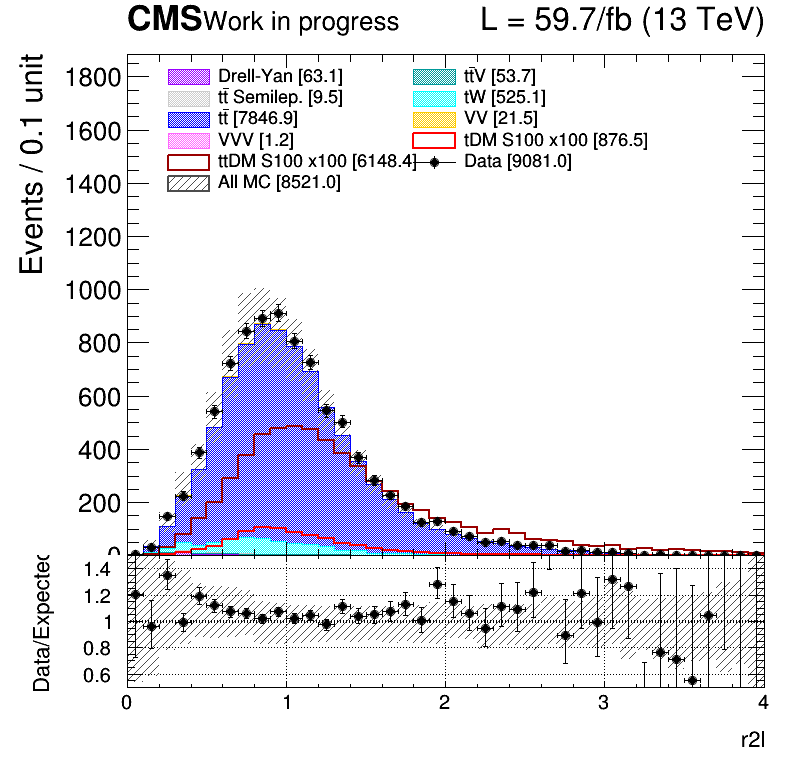 CMS Work in progress L = 59.7/fb (13 TeV)
Events / 0.1 unit
1800
1600
1400
1200
1000
800
600
400
200
0
Drell-Yan [63.1] tt̄V [53.7]
tt̄ Semilep. [9.5] tW [525.1]
tt̄ [7846.9] VV [21.5]
VVV [1.2] tDM S100 x100 [876.5]
ttDM S100 x100 [6148.4] Data [9081.0]
All MC [8521.0]
Data/Expected
1.4
1.2
1
0.8
0.6
0 1 2 3 4
r2l